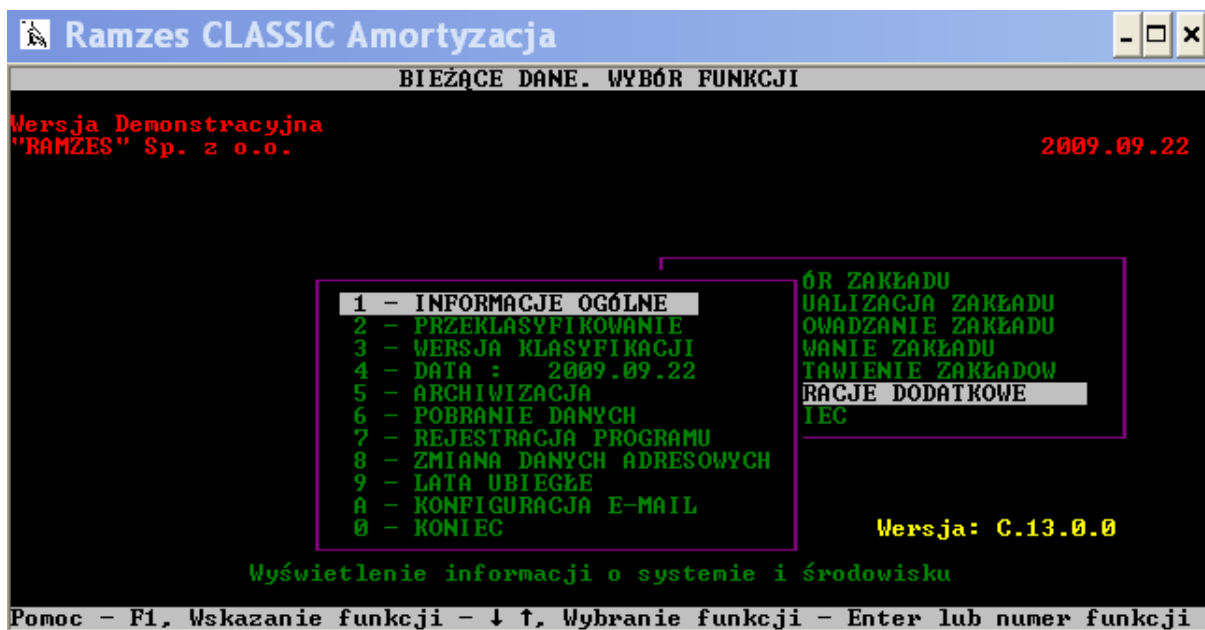 Ramzes CLASSIC Amortyzacja
BIEŻĄCE DANE. WYBÓR FUNKCJI
Wersja Demonstracyjna
"RAMZES" Sp. z o.o.
2009.09.22
1 - INFORMACJE OGÓLNE
2 - PRZEKLASYFIKOWANIE
3 - WERSJA KLASYFIKACJI
4 - DATA : 2009.09.22
5 - ARCHIWIZACJA
6 - POBRANIE DANYCH
7 - REJESTRACJA PROGRAMU
8 - ZMIANA DANYCH ADRESOWYCH
9 - LATA UBIEGŁE
A - KONFIGURACJA E-MAIL
0 - KONIEC
ÓR ZAKŁADU
UALIZACJA ZAKŁADU
OWADZANIE ZAKŁADU
WANIE ZAKŁADU
TAWIENIE ZAKŁADOW
RACJE DODATKOWE
IEC
Wersja: C.13.0.0
Wyświetlenie informacji o systemie i środowisku
Pomoc - F1, Wskazanie funkcji - ↓ ↑, Wybranie funkcji - Enter lub numer funkcji